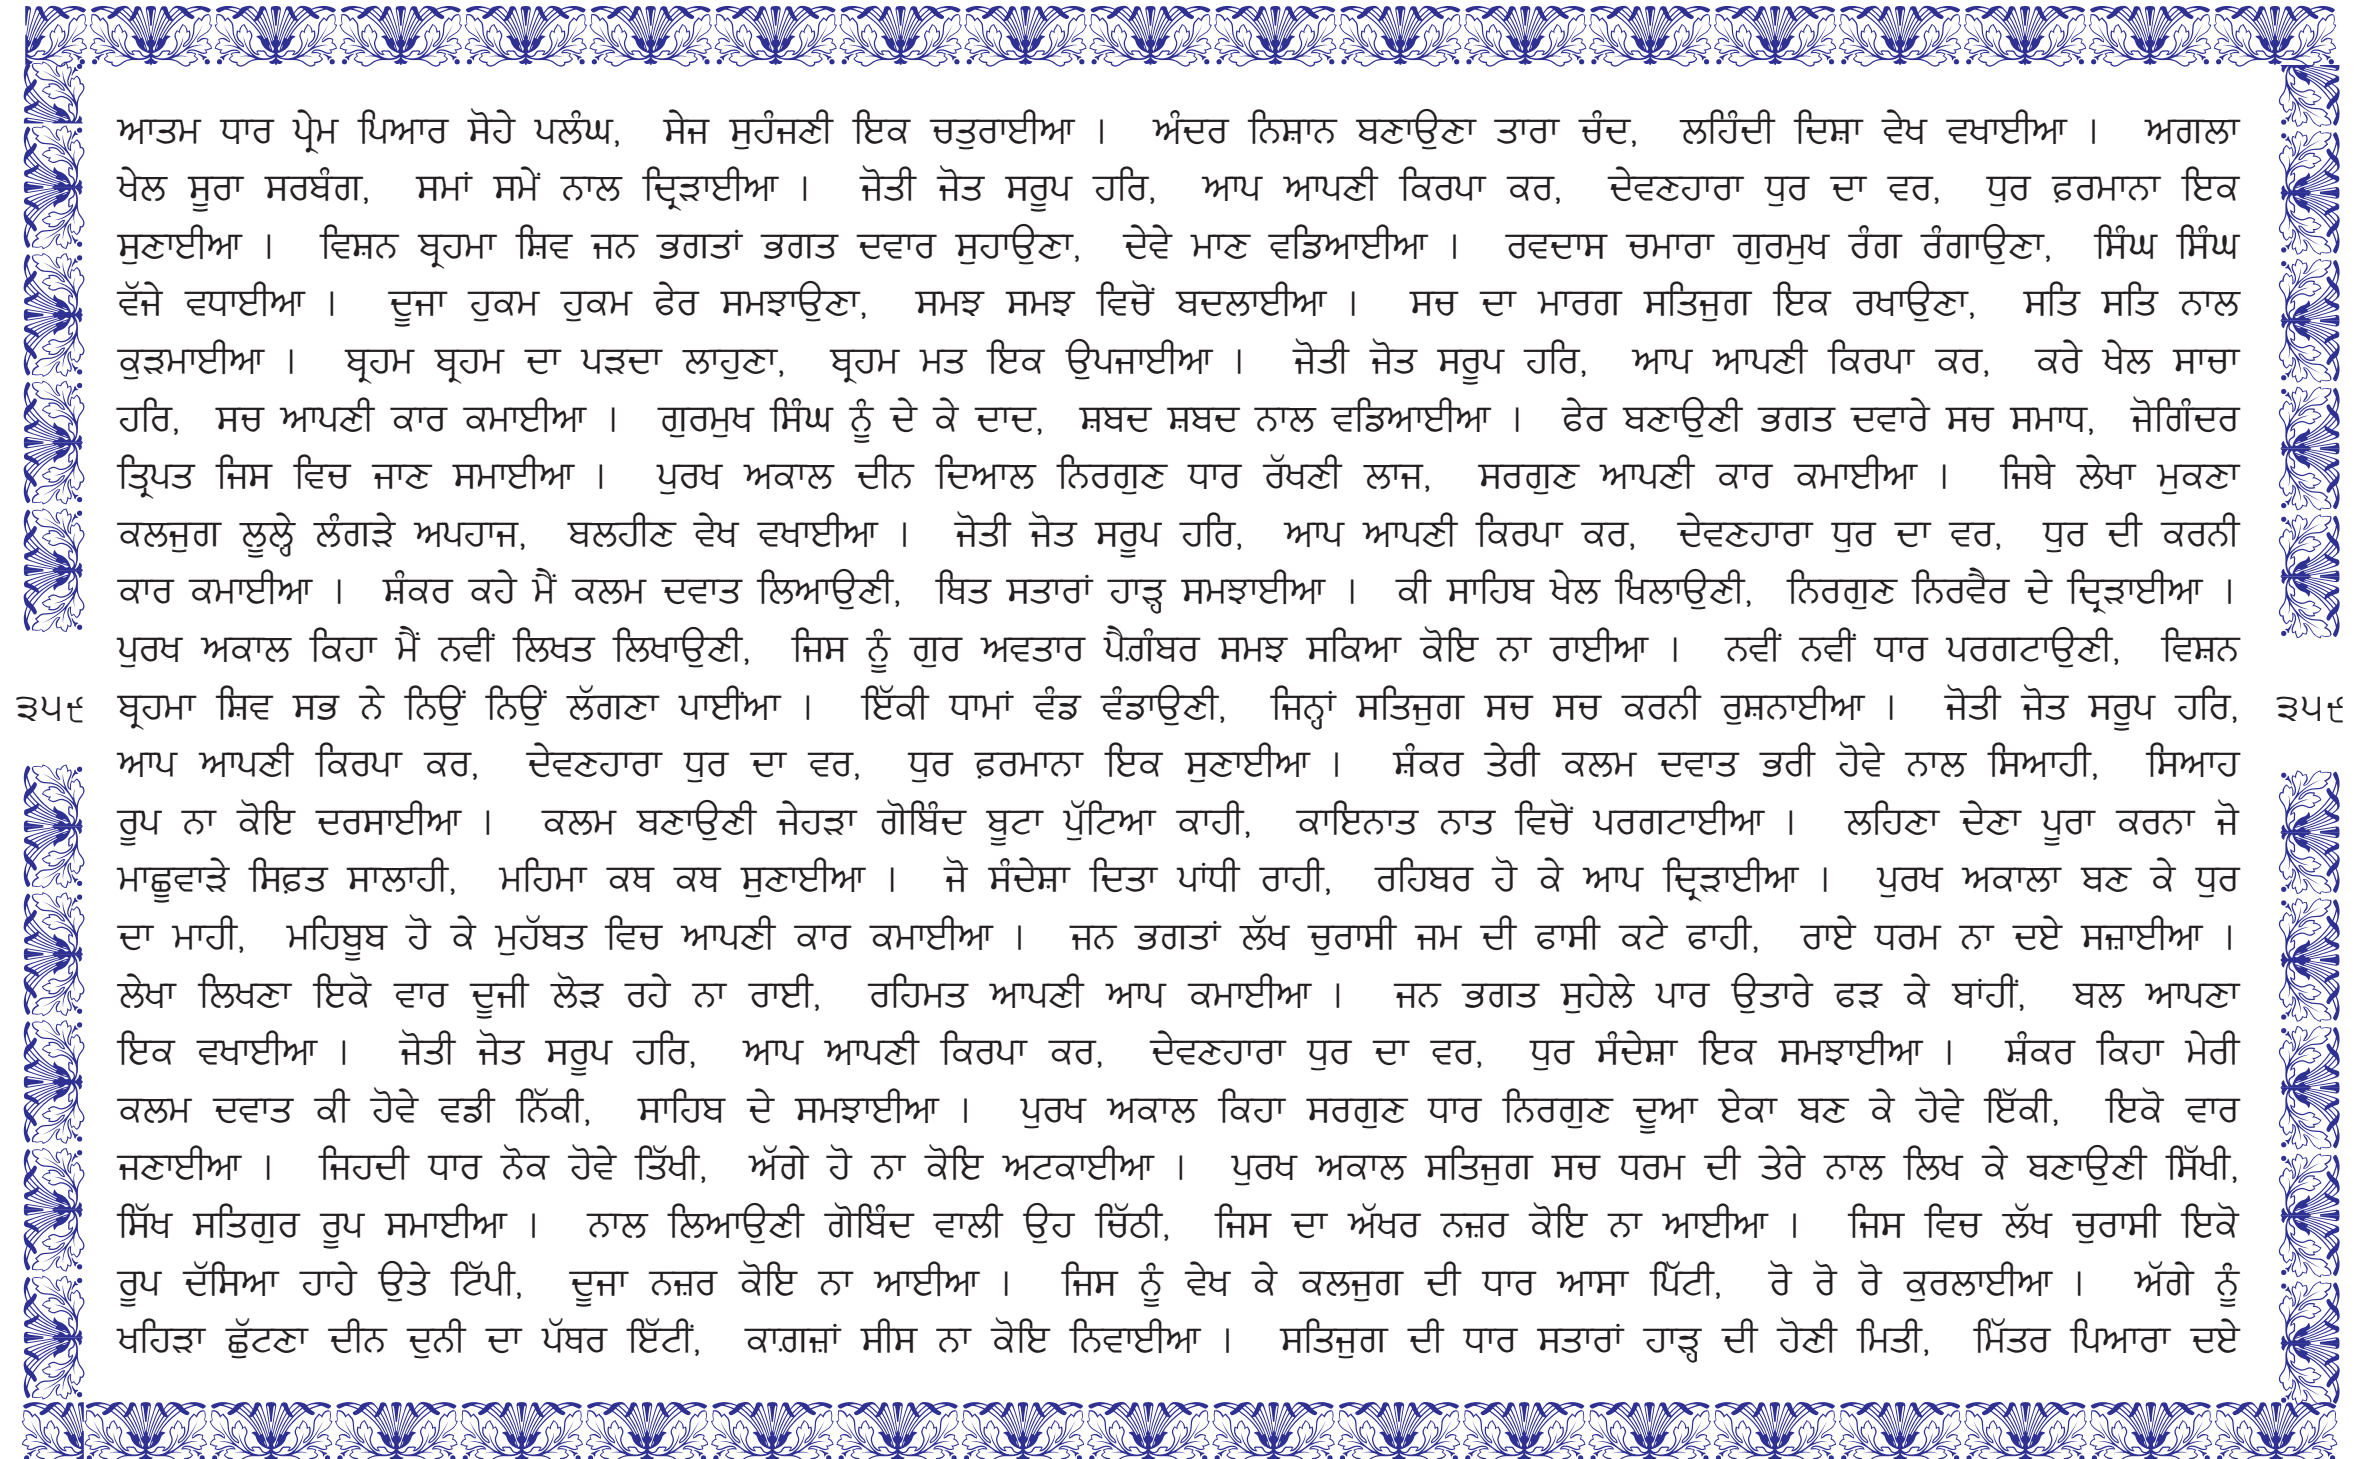 ਆਤਮ ਧਾਰ ਪ੍ਰੇਮ ਪਿਆਰ ਸੋਹੇ ਪਲੰਘ, ਸੇਜ ਸੁਹੰਜਣੀ ਇਕ ਚਤੁਰਾਈਆ । ਅੰਦਰ ਨਿਸ਼ਾਨ ਬਣਾਉਣਾ ਤਾਰਾ ਚੰਦ, ਲਹਿੰਦੀ ਦਿਸ਼ਾ ਵੇਖ ਵਖਾਈਆ । ਅਗਲਾ
ਖੇਲ ਸੂਰਾ ਸਰਬੰਗ, ਸਮਾਂ ਸਮੇਂ ਨਾਲ ਦ੍ਰਿੜਾਈਆ । ਜੋਤੀ ਜੋਤ ਸਰੂਪ ਹਰਿ, ਆਪ ਆਪਣੀ ਕਿਰਪਾ ਕਰ, ਦੇਵਣਹਾਰਾ ਧੁਰ ਦਾ ਵਰ, ਧੁਰ ਫ਼ਰਮਾਨਾ ਇਕ
ਸੁਣਾਈਆ । ਵਿਸ਼ਨ ਬ੍ਰਹਮਾ ਸ਼ਿਵ ਜਨ ਭਗਤਾਂ ਭਗਤ ਦਵਾਰ ਸੁਹਾਉਣਾ, ਦੇਵੇ ਮਾਣ ਵਡਿਆਈਆ । ਰਵਦਾਸ ਚਮਾਰਾ ਗੁਰਮੁਖ ਰੰਗ ਰੰਗਾਉਣਾ, ਸਿੰਘ ਸਿੰਘ
ਵੱਜੇ ਵਧਾਈਆ । ਦੂਜਾ ਹੁਕਮ ਹੁਕਮ ਫੇਰ ਸਮਝਾਉਣਾ, ਸਮਝ ਸਮਝ ਵਿਚੋਂ ਬਦਲਾਈਆ । ਸਚ ਦਾ ਮਾਰਗ ਸਤਿਜੁਗ ਇਕ ਰਖਾਉਣਾ, ਸਤਿ ਸਤਿ ਨਾਲ
ਕੁੜਮਾਈਆ । ਬ੍ਰਹਮ ਬ੍ਰਹਮ ਦਾ ਪੜਦਾ ਲਾਹੁਣਾ, ਬ੍ਰਹਮ ਮਤ ਇਕ ਉਪਜਾਈਆ । ਜੋਤੀ ਜੋਤ ਸਰੂਪ ਹਰਿ, ਆਪ ਆਪਣੀ ਕਿਰਪਾ ਕਰ, ਕਰੇ ਖੇਲ ਸਾਚਾ
ਹਰਿ, ਸਚ ਆਪਣੀ ਕਾਰ ਕਮਾਈਆ । ਗੁਰਮੁਖ ਸਿੰਘ ਨੂੰ ਦੇ ਕੇ ਦਾਦ, ਸ਼ਬਦ ਸ਼ਬਦ ਨਾਲ ਵਡਿਆਈਆ । ਫੇਰ ਬਣਾਉਣੀ ਭਗਤ ਦਵਾਰੇ ਸਚ ਸਮਾਧ, ਜੋਗਿੰਦਰ
ਤ੍ਰਿਪਤ ਜਿਸ ਵਿਚ ਜਾਣ ਸਮਾਈਆ । ਪੁਰਖ ਅਕਾਲ ਦੀਨ ਦਿਆਲ ਨਿਰਗੁਣ ਧਾਰ ਰੱਖਣੀ ਲਾਜ, ਸਰਗੁਣ ਆਪਣੀ ਕਾਰ ਕਮਾਈਆ । ਜਿਥੇ ਲੇਖਾ ਮੁਕਣਾ
ਕਲਜੁਗ ਲੂਲ੍ਹੇ ਲੰਗੜੇ ਅਪਹਾਜ, ਬਲਹੀਣ ਵੇਖ ਵਖਾਈਆ । ਜੋਤੀ ਜੋਤ ਸਰੂਪ ਹਰਿ, ਆਪ ਆਪਣੀ ਕਿਰਪਾ ਕਰ, ਦੇਵਣਹਾਰਾ ਧੁਰ ਦਾ ਵਰ, ਧੁਰ ਦੀ ਕਰਨੀ
ਕਾਰ ਕਮਾਈਆ । ਸ਼ੰਕਰ ਕਹੇ ਮੈਂ ਕਲਮ ਦਵਾਤ ਲਿਆਉਣੀ, ਥਿਤ ਸਤਾਰਾਂ ਹਾੜ੍ਹ ਸਮਝਾਈਆ । ਕੀ ਸਾਹਿਬ ਖੇਲ ਖਿਲਾਉਣੀ, ਨਿਰਗੁਣ ਨਿਰਵੈਰ ਦੇ ਦ੍ਰਿੜਾਈਆ ।
ਪੁਰਖ ਅਕਾਲ ਕਿਹਾ ਮੈਂ ਨਵੀਂ ਲਿਖਤ ਲਿਖਾਉਣੀ, ਜਿਸ ਨੂੰ ਗੁਰ ਅਵਤਾਰ ਪੈਗ਼ੰਬਰ ਸਮਝ ਸਕਿਆ ਕੋਇ ਨਾ ਰਾਈਆ । ਨਵੀਂ ਨਵੀਂ ਧਾਰ ਪਰਗਟਾਉਣੀ, ਵਿਸ਼ਨ
੩੫੯ ਬ੍ਰਹਮਾ ਸ਼ਿਵ ਸਭ ਨੇ ਨਿਉਂ ਨਿਉਂ ਲੱਗਣਾ ਪਾਈਂਆ । ਇੱਕੀ ਧਾਮਾਂ ਵੰਡ ਵੰਡਾਉਣੀ, ਜਿਨ੍ਹਾਂ ਸਤਿਜੁਗ ਸਚ ਸਚ ਕਰਨੀ ਰੁਸ਼ਨਾਈਆ । ਜੋਤੀ ਜੋਤ ਸਰੂਪ ਹਰਿ, ੩੫੯
ਆਪ ਆਪਣੀ ਕਿਰਪਾ ਕਰ, ਦੇਵਣਹਾਰਾ ਧੁਰ ਦਾ ਵਰ, ਧੁਰ ਫ਼ਰਮਾਨਾ ਇਕ ਸੁਣਾਈਆ । ਸ਼ੰਕਰ ਤੇਰੀ ਕਲਮ ਦਵਾਤ ਭਰੀ ਹੋਵੇ ਨਾਲ ਸਿਆਹੀ, ਸਿਆਹ
ਰੂਪ ਨਾ ਕੋਇ ਦਰਸਾਈਆ । ਕਲਮ ਬਣਾਉਣੀ ਜੇਹੜਾ ਗੋਬਿੰਦ ਬੂਟਾ ਪੁੱਟਿਆ ਕਾਹੀ, ਕਾਇਨਾਤ ਨਾਤ ਵਿਚੋਂ ਪਰਗਟਾਈਆ । ਲਹਿਣਾ ਦੇਣਾ ਪੂਰਾ ਕਰਨਾ ਜੋ
ਮਾਛੂਵਾੜੇ ਸਿਫ਼ਤ ਸਾਲਾਹੀ, ਮਹਿਮਾ ਕਥ ਕਥ ਸੁਣਾਈਆ । ਜੋ ਸੰਦੇਸ਼ਾ ਦਿਤਾ ਪਾਂਧੀ ਰਾਹੀ, ਰਹਿਬਰ ਹੋ ਕੇ ਆਪ ਦ੍ਰਿੜਾਈਆ । ਪੁਰਖ ਅਕਾਲਾ ਬਣ ਕੇ ਧੁਰ
ਦਾ ਮਾਹੀ, ਮਹਿਬੂਬ ਹੋ ਕੇ ਮੁਹੱਬਤ ਵਿਚ ਆਪਣੀ ਕਾਰ ਕਮਾਈਆ । ਜਨ ਭਗਤਾਂ ਲੱਖ ਚੁਰਾਸੀ ਜਮ ਦੀ ਫਾਸੀ ਕਟੇ ਫਾਹੀ, ਰਾਏ ਧਰਮ ਨਾ ਦਏ ਸਜ਼ਾਈਆ ।
ਲੇਖਾ ਲਿਖਣਾ ਇਕੋ ਵਾਰ ਦੂਜੀ ਲੋੜ ਰਹੇ ਨਾ ਰਾਈ, ਰਹਿਮਤ ਆਪਣੀ ਆਪ ਕਮਾਈਆ । ਜਨ ਭਗਤ ਸੁਹੇਲੇ ਪਾਰ ਉਤਾਰੇ ਫੜ ਕੇ ਬਾਂਹੀਂ, ਬਲ ਆਪਣਾ
ਇਕ ਵਖਾਈਆ । ਜੋਤੀ ਜੋਤ ਸਰੂਪ ਹਰਿ, ਆਪ ਆਪਣੀ ਕਿਰਪਾ ਕਰ, ਦੇਵਣਹਾਰਾ ਧੁਰ ਦਾ ਵਰ, ਧੁਰ ਸੰਦੇਸ਼ਾ ਇਕ ਸਮਝਾਈਆ । ਸ਼ੰਕਰ ਕਿਹਾ ਮੇਰੀ
ਕਲਮ ਦਵਾਤ ਕੀ ਹੋਵੇ ਵਡੀ ਨਿੱਕੀ, ਸਾਹਿਬ ਦੇ ਸਮਝਾਈਆ । ਪੁਰਖ ਅਕਾਲ ਕਿਹਾ ਸਰਗੁਣ ਧਾਰ ਨਿਰਗੁਣ ਦੂਆ ਏਕਾ ਬਣ ਕੇ ਹੋਵੇ ਇੱਕੀ, ਇਕੋ ਵਾਰ
ਜਣਾਈਆ । ਜਿਹਦੀ ਧਾਰ ਨੋਕ ਹੋਵੇ ਤਿੱਖੀ, ਅੱਗੇ ਹੋ ਨਾ ਕੋਇ ਅਟਕਾਈਆ । ਪੁਰਖ ਅਕਾਲ ਸਤਿਜੁਗ ਸਚ ਧਰਮ ਦੀ ਤੇਰੇ ਨਾਲ ਲਿਖ ਕੇ ਬਣਾਉਣੀ ਸਿੱਖੀ,
ਸਿੱਖ ਸਤਿਗੁਰ ਰੂਪ ਸਮਾਈਆ । ਨਾਲ ਲਿਆਉਣੀ ਗੋਬਿੰਦ ਵਾਲੀ ਉਹ ਚਿੱਠੀ, ਜਿਸ ਦਾ ਅੱਖਰ ਨਜ਼ਰ ਕੋਇ ਨਾ ਆਈਆ । ਜਿਸ ਵਿਚ ਲੱਖ ਚੁਰਾਸੀ ਇਕੋ
ਰੂਪ ਦੱਸਿਆ ਹਾਹੇ ਉਤੇ ਟਿੱਪੀ, ਦੂਜਾ ਨਜ਼ਰ ਕੋਇ ਨਾ ਆਈਆ । ਜਿਸ ਨੂੰ ਵੇਖ ਕੇ ਕਲਜੁਗ ਦੀ ਧਾਰ ਆਸਾ ਪਿੱਟੀ, ਰੋ ਰੋ ਰੋ ਕੁਰਲਾਈਆ । ਅੱਗੇ ਨੂੰ
ਖਹਿੜਾ ਛੁੱਟਣਾ ਦੀਨ ਦੁਨੀ ਦਾ ਪੱਥਰ ਇੱਟੀਂ, ਕਾਗ਼ਜ਼ਾਂ ਸੀਸ ਨਾ ਕੋਇ ਨਿਵਾਈਆ । ਸਤਿਜੁਗ ਦੀ ਧਾਰ ਸਤਾਰਾਂ ਹਾੜ੍ਹ ਦੀ ਹੋਣੀ ਮਿਤੀ, ਮਿੱਤਰ ਪਿਆਰਾ ਦਏ